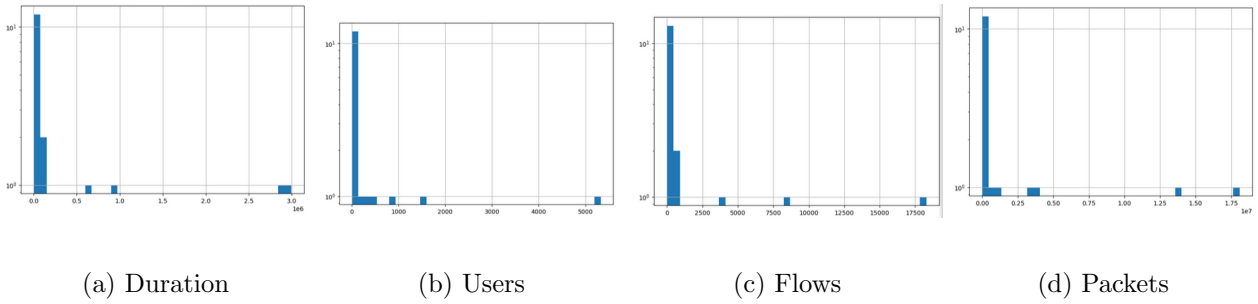 10¹
10⁰
0.0 0.5 1.0 1.5 2.0 2.5 3.0
1e6
10¹
10⁰
0 1000 2000 3000 4000 5000
10¹
10⁰
0 2500 5000 7500 10000 12500 15000 17500
10¹
10⁰
0.00 0.25 0.50 0.75 1.00 1.25 1.50 1.75
1e7
(a) Duration
(b) Users
(c) Flows
(d) Packets